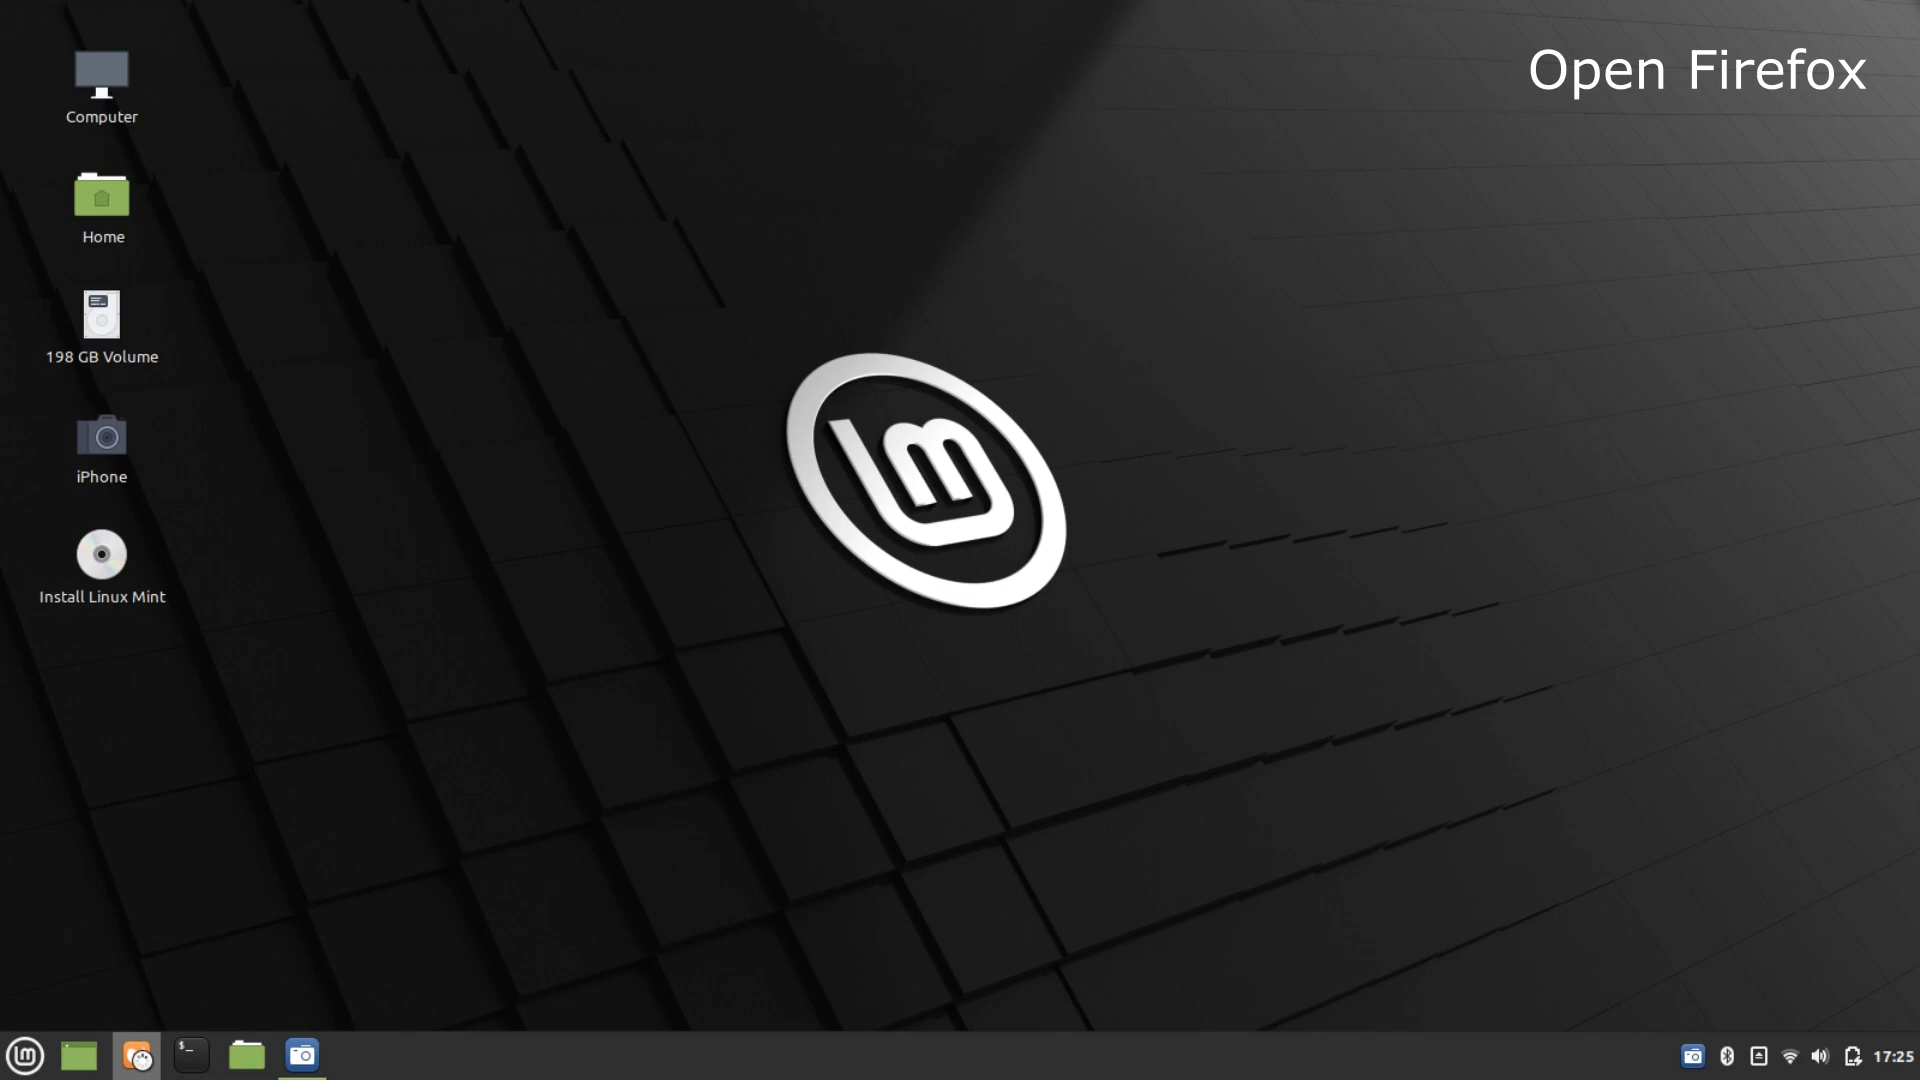 Open Firefox
Computer
Home
198 GB Volume
iPhone
Install Linux Mint
$_
17:25